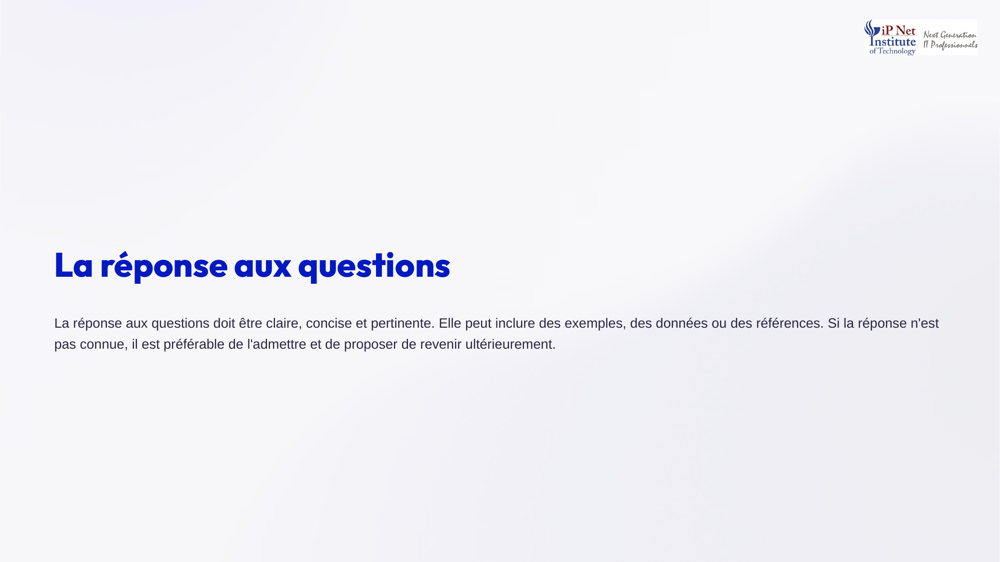 iP Net
Institute
of Technology
Next Generation
IT Professionnels
La réponse aux questions
La réponse aux questions doit être claire, concise et pertinente. Elle peut inclure des exemples, des données ou des références. Si la réponse n'est
pas connue, il est préférable de l'admettre et de proposer de revenir ultérieurement.